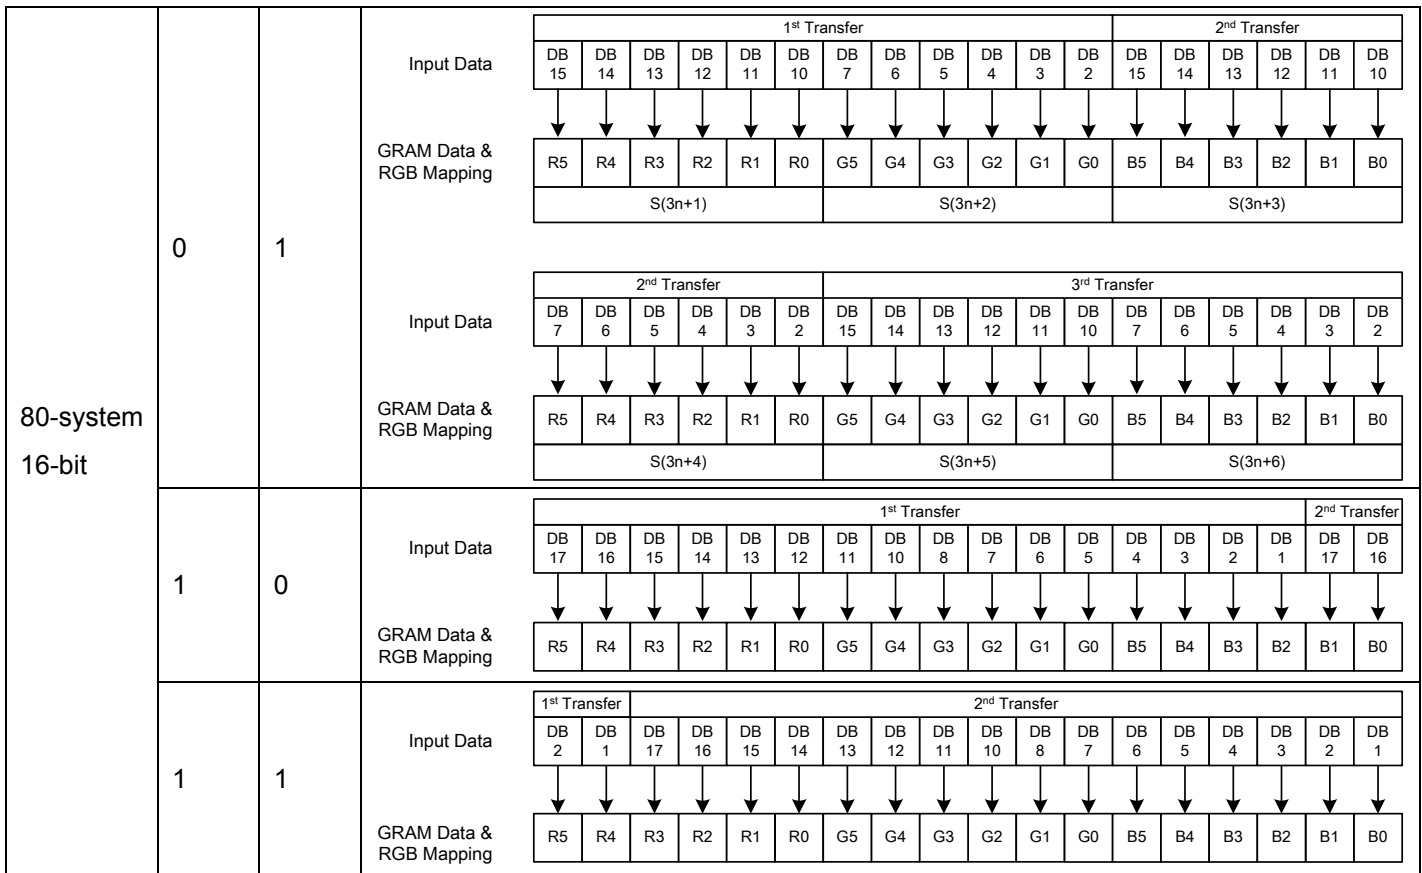 80-system
16-bit
0
1
1st Transfer 2nd Transfer
Input Data DB 15 DB 14 DB 13 DB 12 DB 11 DB 10 DB 7 DB 6 DB 5 DB 4 DB 3 DB 2 DB 15 DB 14 DB 13 DB 12 DB 11 DB 10
GRAM Data &
RGB Mapping
R5 R4 R3 R2 R1 R0 G5 G4 G3 G2 G1 G0 B5 B4 B3 B2 B1 B0
S(3n+1) S(3n+2) S(3n+3)
2nd Transfer 3rd Transfer
Input Data DB 7 DB 6 DB 5 DB 4 DB 3 DB 2 DB 15 DB 14 DB 13 DB 12 DB 11 DB 10 DB 7 DB 6 DB 5 DB 4 DB 3 DB 2
GRAM Data &
RGB Mapping
R5 R4 R3 R2 R1 R0 G5 G4 G3 G2 G1 G0 B5 B4 B3 B2 B1 B0
S(3n+4) S(3n+5) S(3n+6)
1
0
1st Transfer 2nd Transfer
Input Data DB 17 DB 16 DB 15 DB 14 DB 13 DB 12 DB 11 DB 10 DB 8 DB 7 DB 6 DB 5 DB 4 DB 3 DB 2 DB 1 DB 17 DB 16
GRAM Data &
RGB Mapping
R5 R4 R3 R2 R1 R0 G5 G4 G3 G2 G1 G0 B5 B4 B3 B2 B1 B0
1
1
1st Transfer 2nd Transfer
Input Data DB 2 DB 1 DB 17 DB 16 DB 15 DB 14 DB 13 DB 12 DB 11 DB 10 DB 8 DB 7 DB 6 DB 5 DB 4 DB 3 DB 2 DB 1
GRAM Data &
RGB Mapping
R5 R4 R3 R2 R1 R0 G5 G4 G3 G2 G1 G0 B5 B4 B3 B2 B1 B0